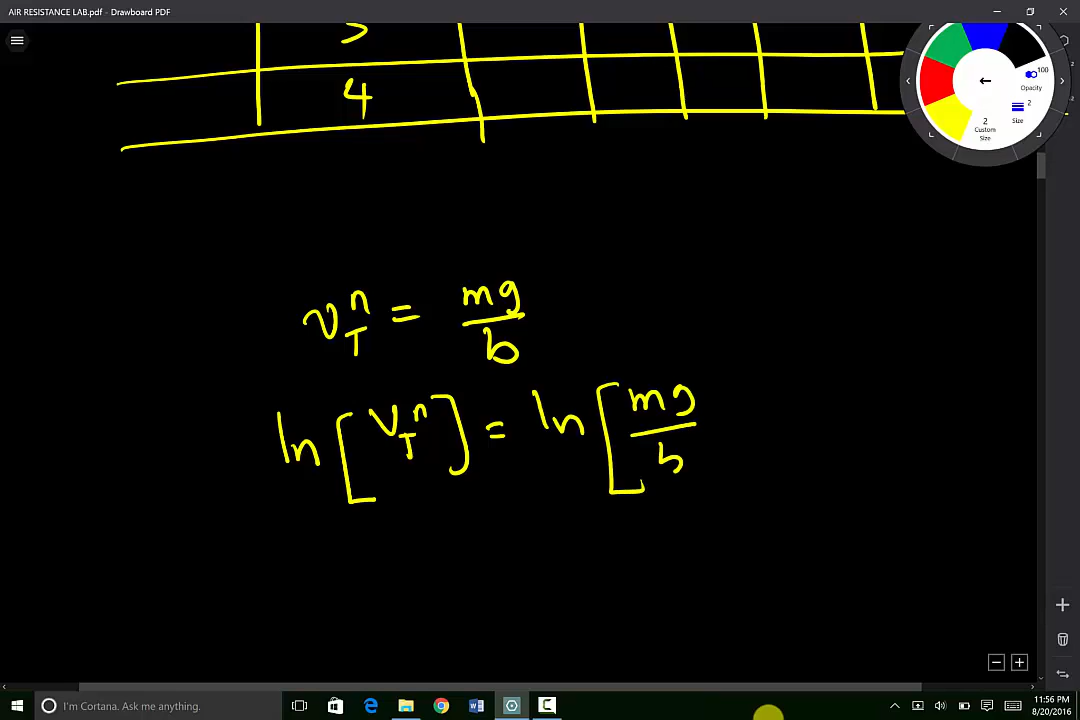 AIR RESISTANCE LAB.pdf - Drawboard PDF
100
Opacity
2
Size
2
Custom
Size
4
v_T^n = mg/b
ln[v_T^n] = ln[mg/b
I'm Cortana. Ask me anything.
11:56 PM
8/20/2016